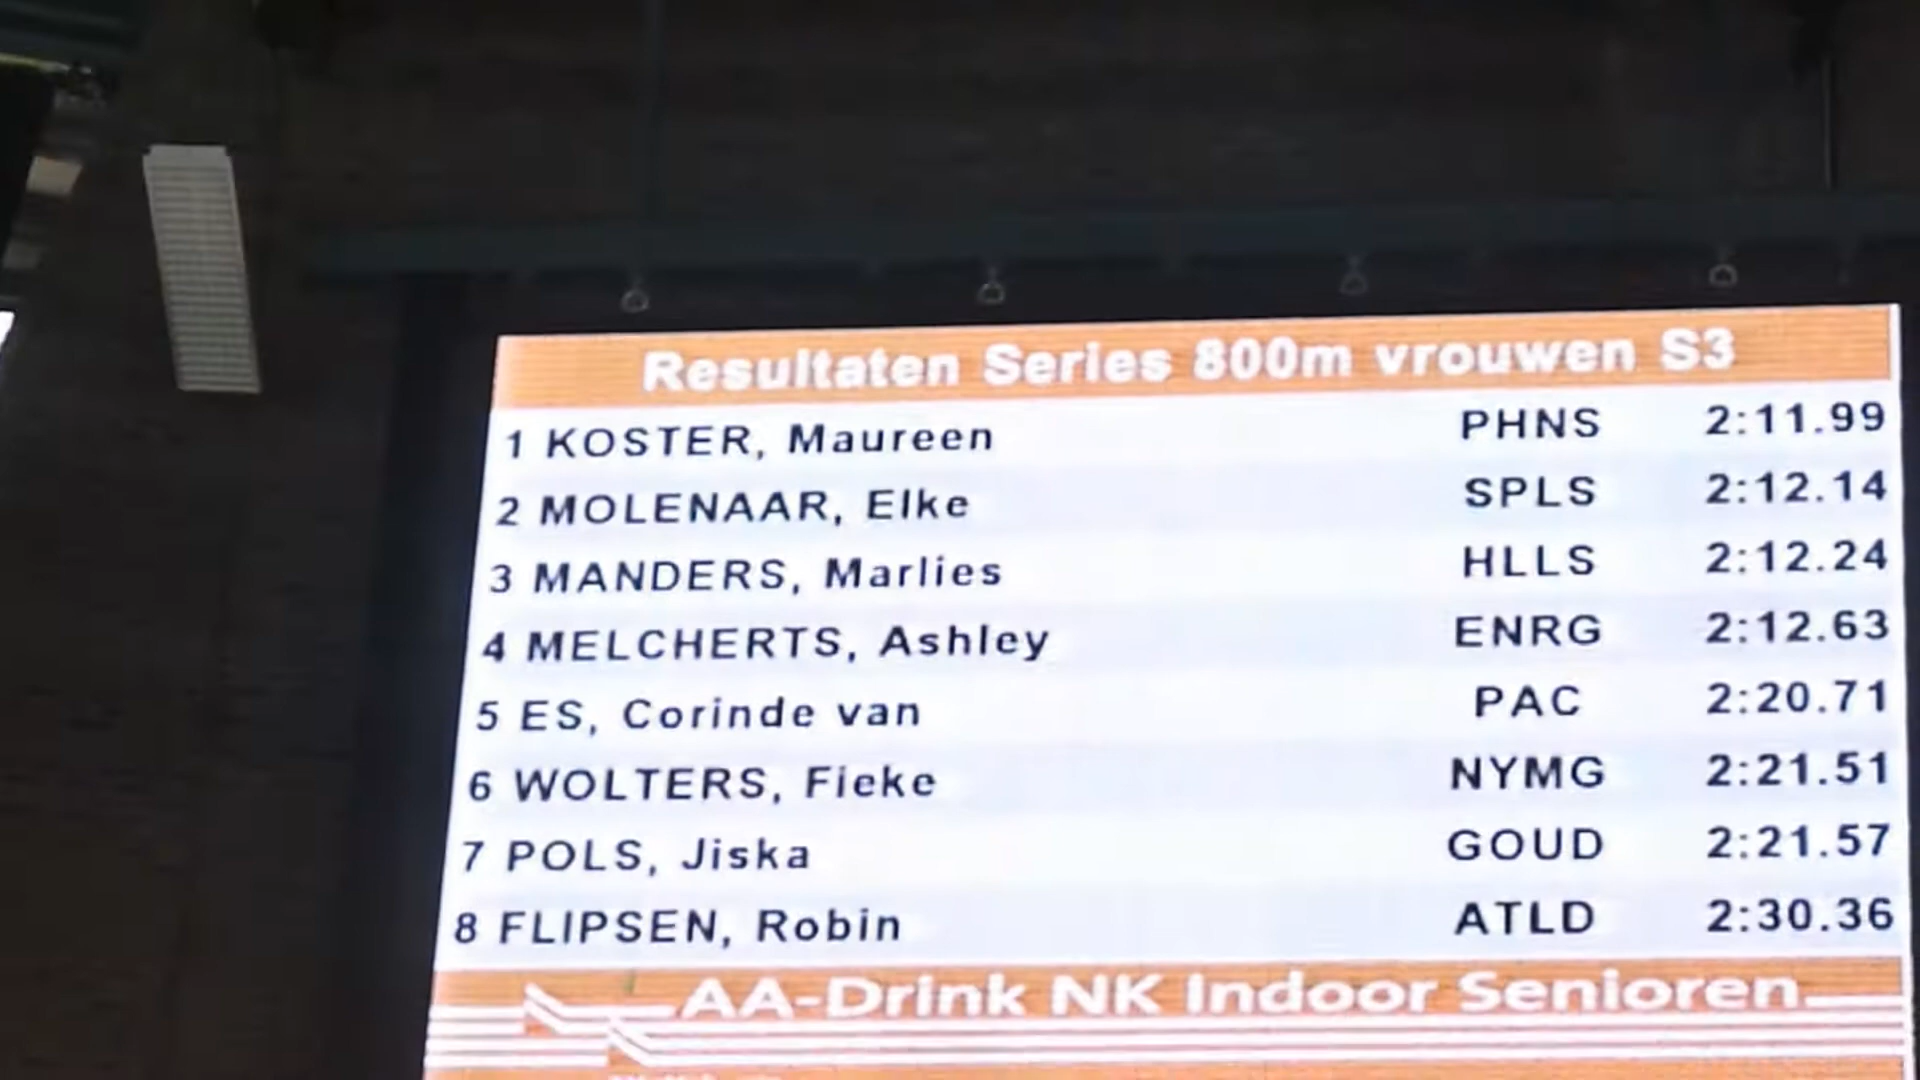 Resultaten Series 800m vrouwen S3
1 KOSTER, Maureen PHNS 2:11.99
2 MOLENAAR, Elke SPLS 2:12.14
3 MANDERS, Marlies HLLS 2:12.24
4 MELCHERTS, Ashley ENRG 2:12.63
5 ES, Corinde van PAC 2:20.71
6 WOLTERS, Fieke NYMG 2:21.51
7 POLS, Jiska GOUD 2:21.57
8 FLIPSEN, Robin ATLD 2:30.36
AA-Drink NK Indoor Senioren